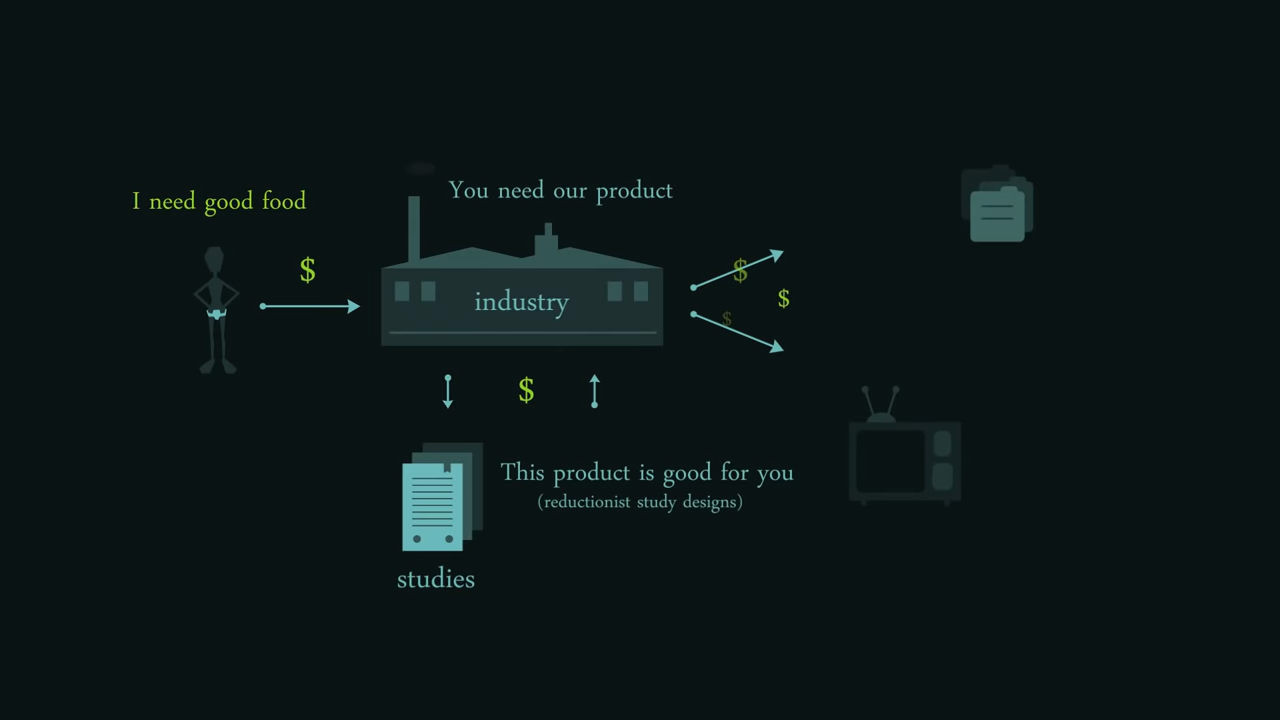 I need good food
You need our product
$
$
$
$
industry
$
This product is good for you
(reductionist study designs)
studies